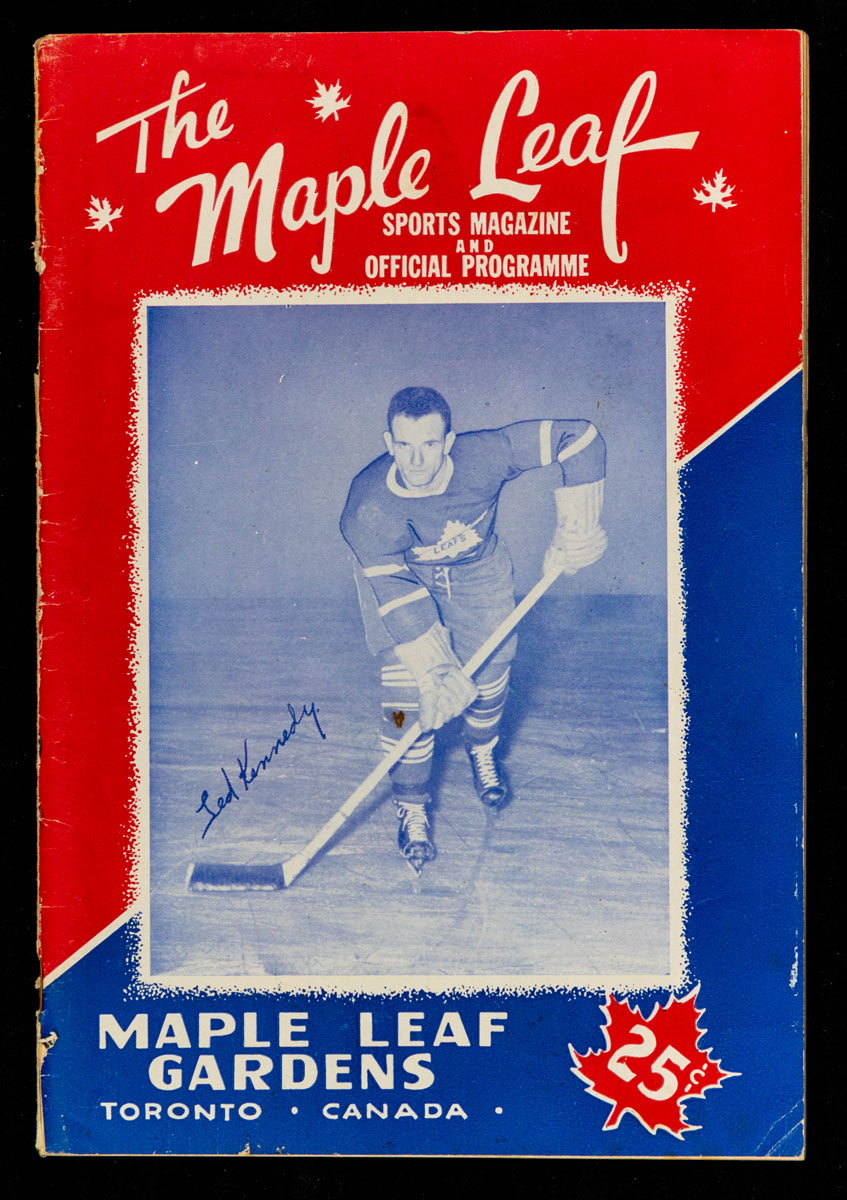 The
Maple Leaf
SPORTS MAGAZINE
AND
OFFICIAL PROGRAMME
LEAFS
Ted Kennedy
MAPLE LEAF
GARDENS
TORONTO • CANADA •
25¢